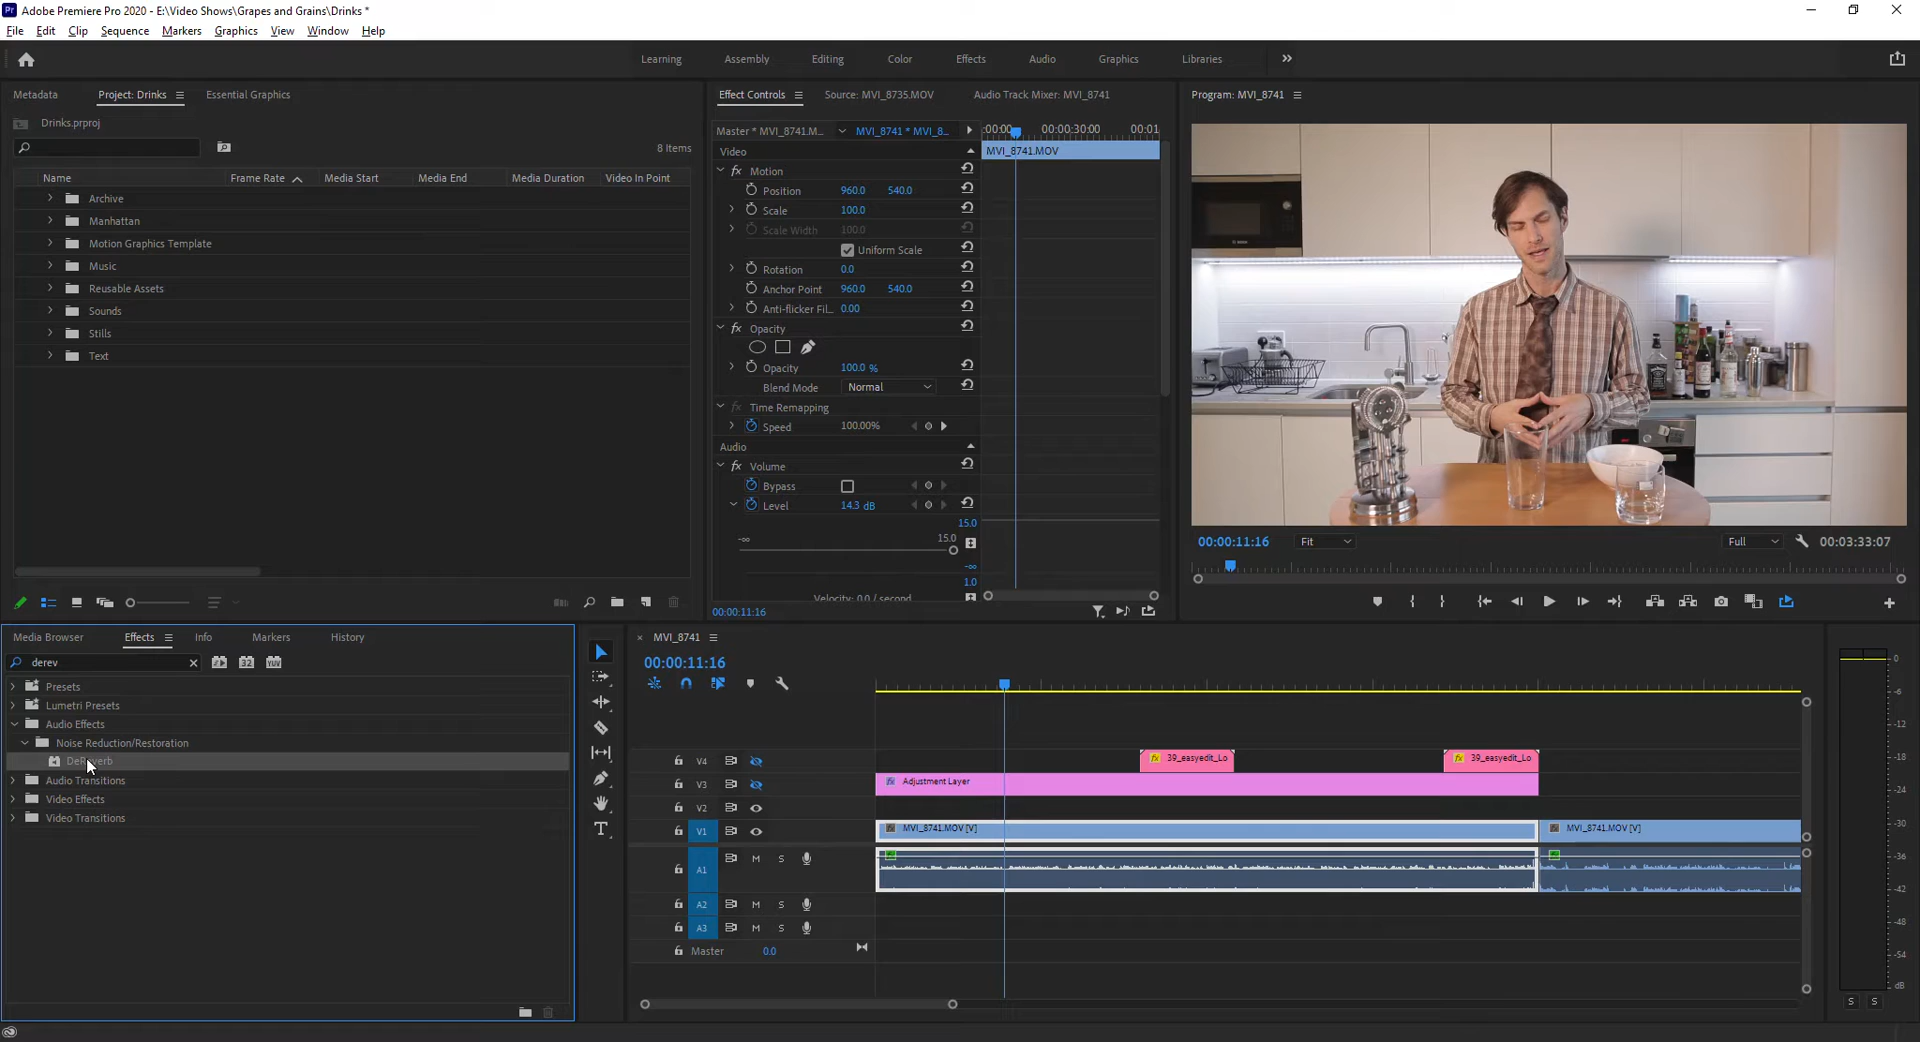 Adobe Premiere Pro 2020 - E:\Video Shows\Grapes and Grains\Drinks *
File Edit Clip Sequence Markers Graphics View Window Help
Learning Assembly Editing Color Effects Audio Graphics Libraries
Metadata Project: Drinks Essential Graphics
Drinks.prproj
8 Items
Name Frame Rate Media Start Media End Media Duration Video In Point
Archive
Manhattan
Motion Graphics Template
Music
Reusable Assets
Sounds
Stills
Text
Effect Controls Source: MVI_8735.MOV Audio Track Mixer: MVI_8741
Master * MVI_8741.M... MVI_8741 * MVI_8... :00:00 00:00:30:00 00:01
Video MVI_8741.MOV
fx Motion
Position 960.0 540.0
Scale 100.0
Scale Width 100.0
Uniform Scale
Rotation 0.0
Anchor Point 960.0 540.0
Anti-flicker Fil... 0.00
fx Opacity
Opacity 100.0 %
Blend Mode Normal
fx Time Remapping
Speed 100.00%
Audio
fx Volume
Bypass
Level 14.3 dB
15.0
-∞ 15.0
-∞
1.0
Velocity: 0.0 / second
00:00:11:16
Program: MVI_8741
00:00:11:16 Fit Full 00:03:33:07
Media Browser Effects Info Markers History
derev 32 YUV
Presets
Lumetri Presets
Audio Effects
Noise Reduction/Restoration
DeReverb
Audio Transitions
Video Effects
Video Transitions
× MVI_8741
00:00:11:16
V4 fx 39_easyedit_Lo fx 39_easyedit_Lo
V3 fx Adjustment Layer
V2
V1 MVI_8741.MOV [V] MVI_8741.MOV [V]
A1 M S
A2 M S
A3 M S
Master 0.0
0
-6
-12
-18
-24
-30
-36
-42
-48
-54
dB
S S